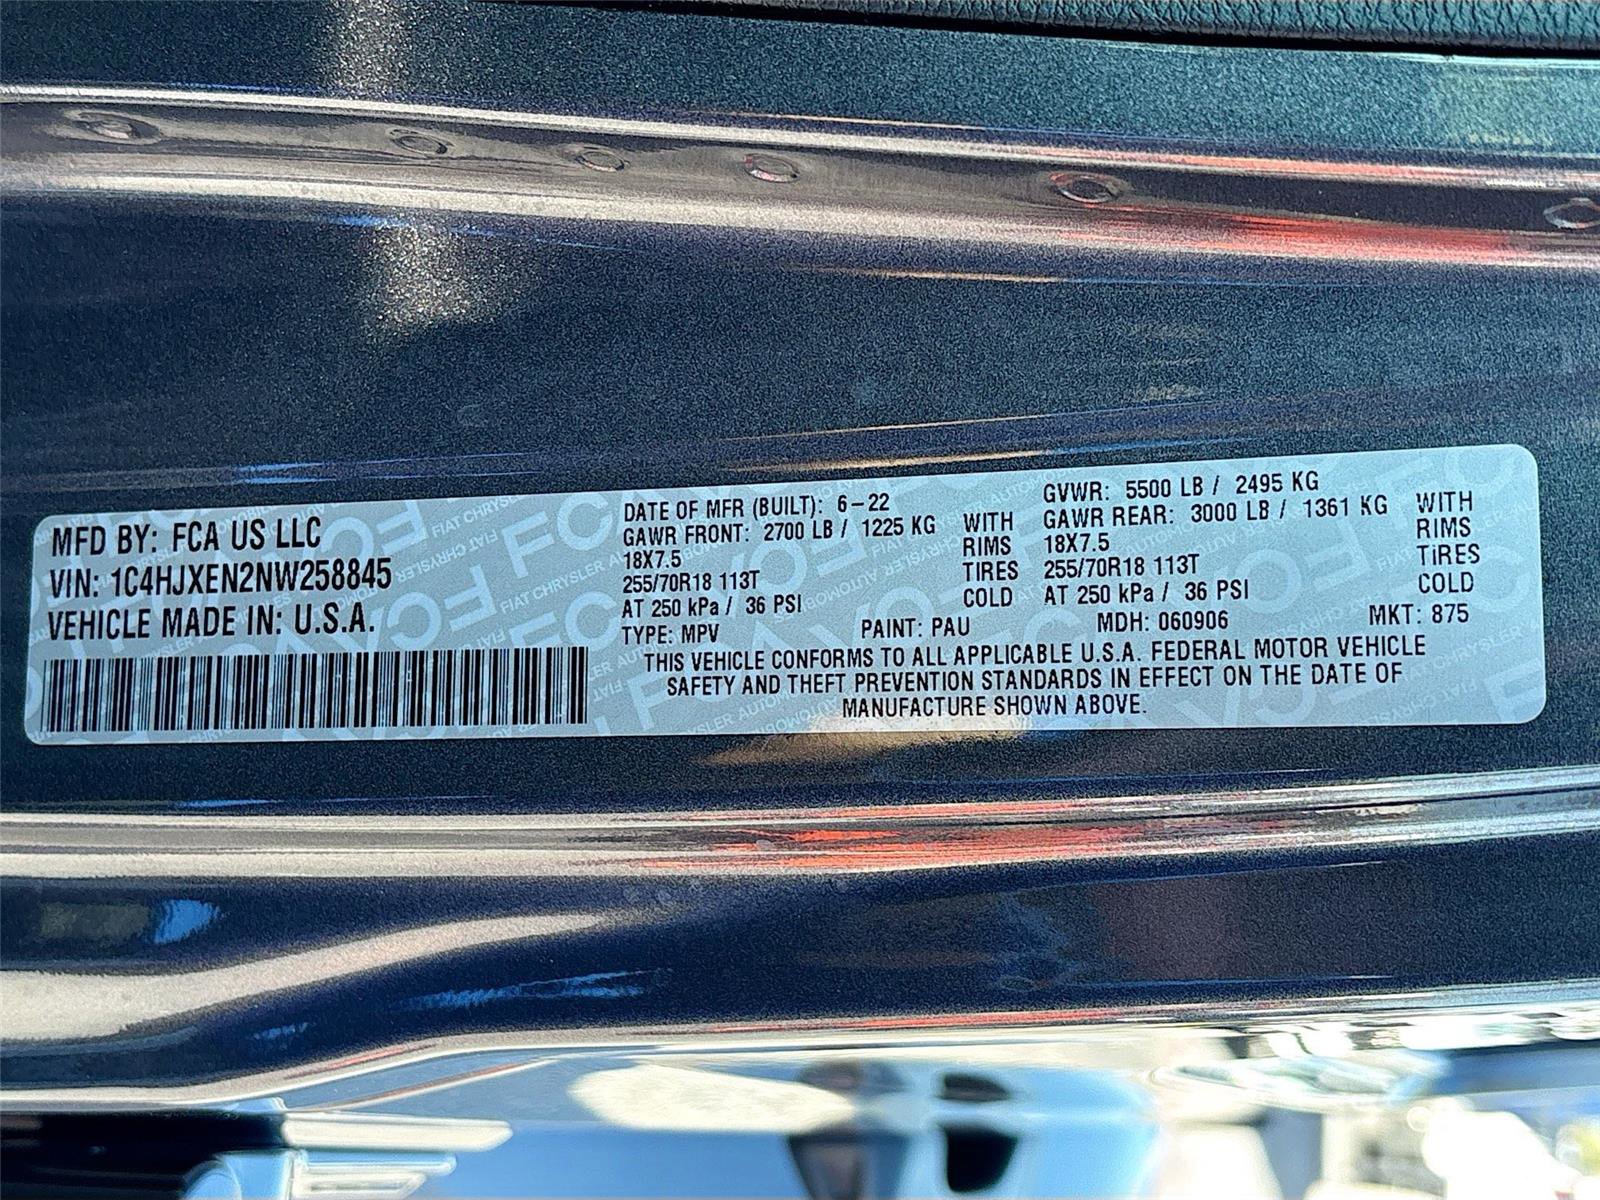 MFD BY: FCA US LLC
VIN: 1C4HJXEN2NW258845
VEHICLE MADE IN: U.S.A.
DATE OF MFR (BUILT): 6-22
GAWR FRONT: 2700 LB / 1225 KG WITH
18X7.5 RIMS
255/70R18 113T TIRES
AT 250 kPa / 36 PSI COLD
GVWR: 5500 LB / 2495 KG
GAWR REAR: 3000 LB / 1361 KG WITH
18X7.5 RIMS
255/70R18 113T TIRES
AT 250 kPa / 36 PSI COLD
TYPE: MPV PAINT: PAU MDH: 060906 MKT: 875
THIS VEHICLE CONFORMS TO ALL APPLICABLE U.S.A. FEDERAL MOTOR VEHICLE
SAFETY AND THEFT PREVENTION STANDARDS IN EFFECT ON THE DATE OF
MANUFACTURE SHOWN ABOVE.